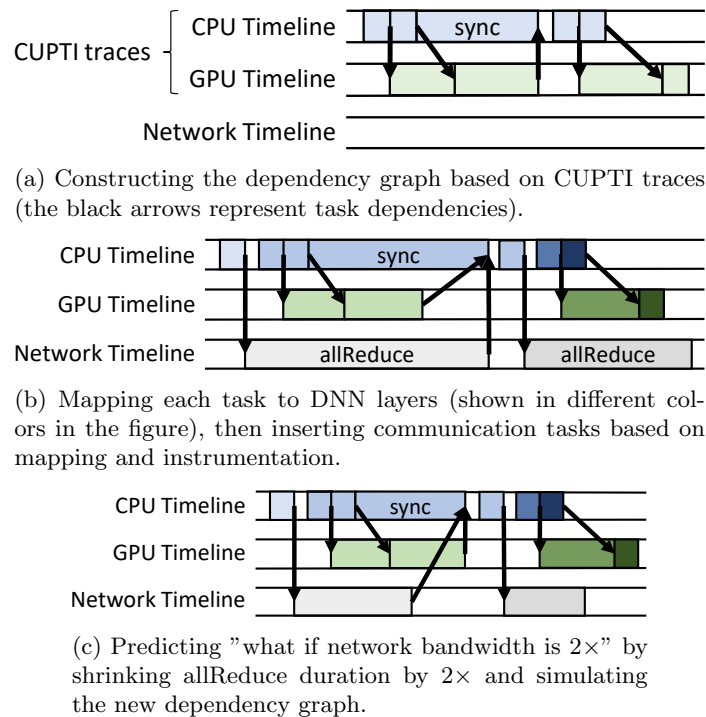 CPU Timeline
sync
CUPTI traces
GPU Timeline
Network Timeline
(a) Constructing the dependency graph based on CUPTI traces
(the black arrows represent task dependencies).
CPU Timeline
sync
GPU Timeline
Network Timeline
allReduce
allReduce
(b) Mapping each task to DNN layers (shown in different col-
ors in the figure), then inserting communication tasks based on
mapping and instrumentation.
CPU Timeline
sync
GPU Timeline
Network Timeline
(c) Predicting ”what if network bandwidth is 2×” by
shrinking allReduce duration by 2× and simulating
the new dependency graph.